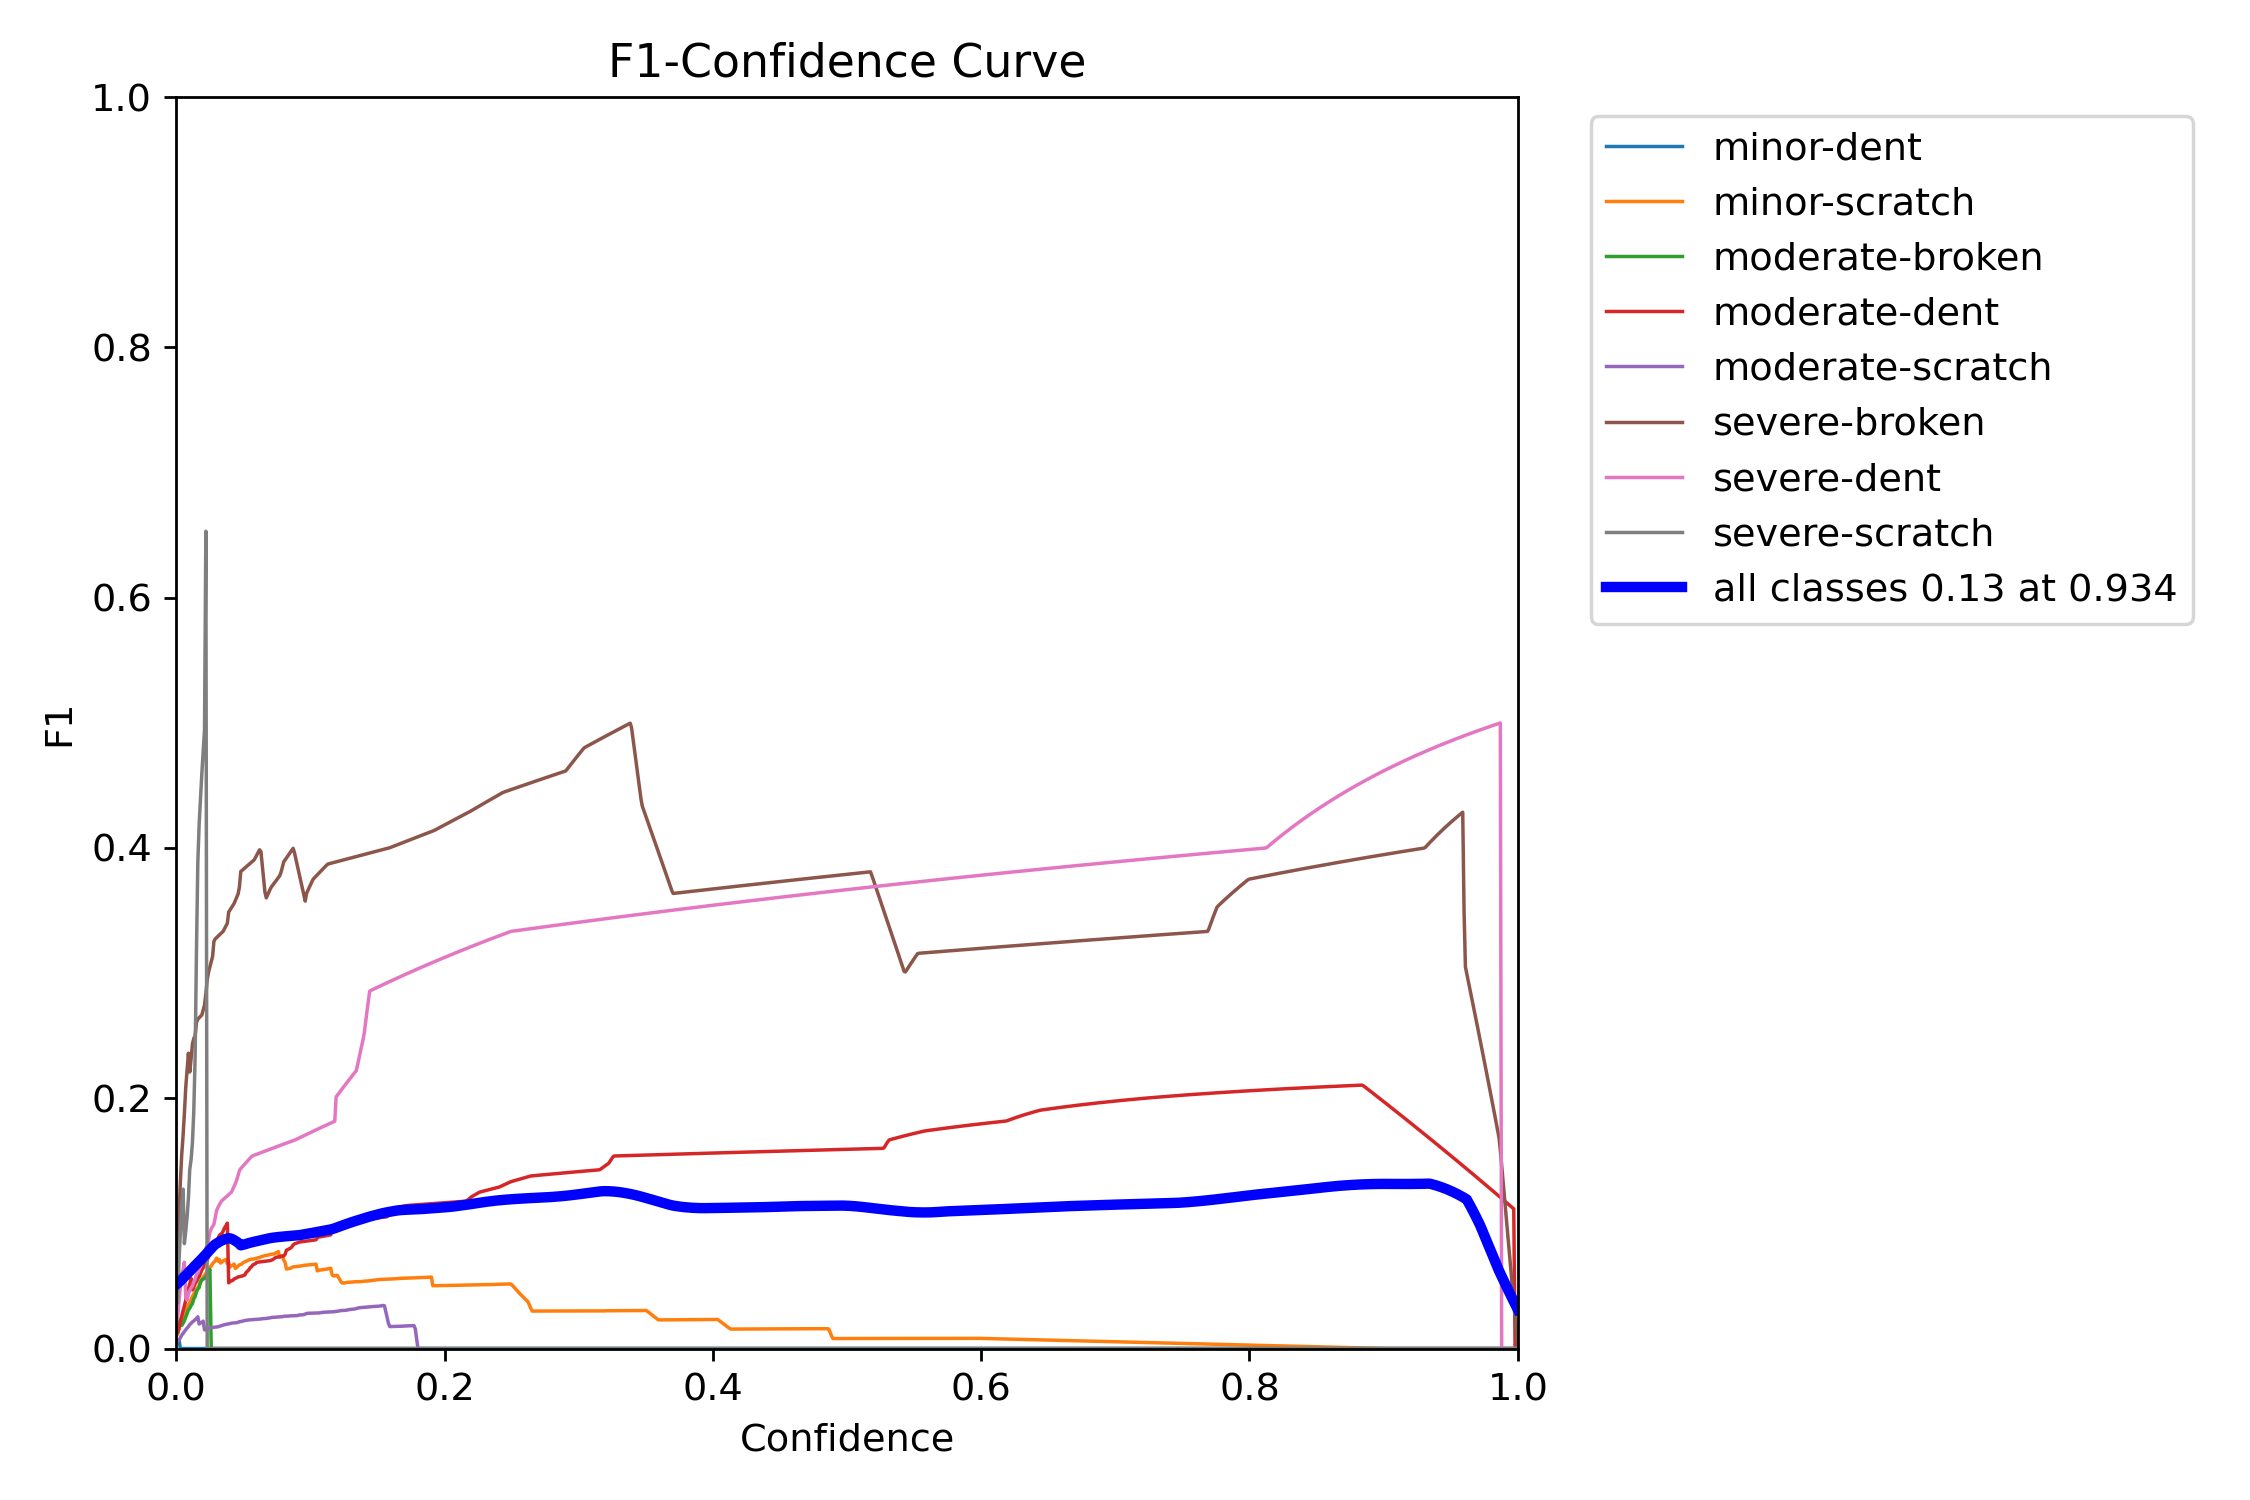 F1-Confidence Curve
1.0
0.8
0.6
0.4
0.2
0.0
F1
0.0 0.2 0.4 0.6 0.8 1.0
Confidence
minor-dent
minor-scratch
moderate-broken
moderate-dent
moderate-scratch
severe-broken
severe-dent
severe-scratch
all classes 0.13 at 0.934